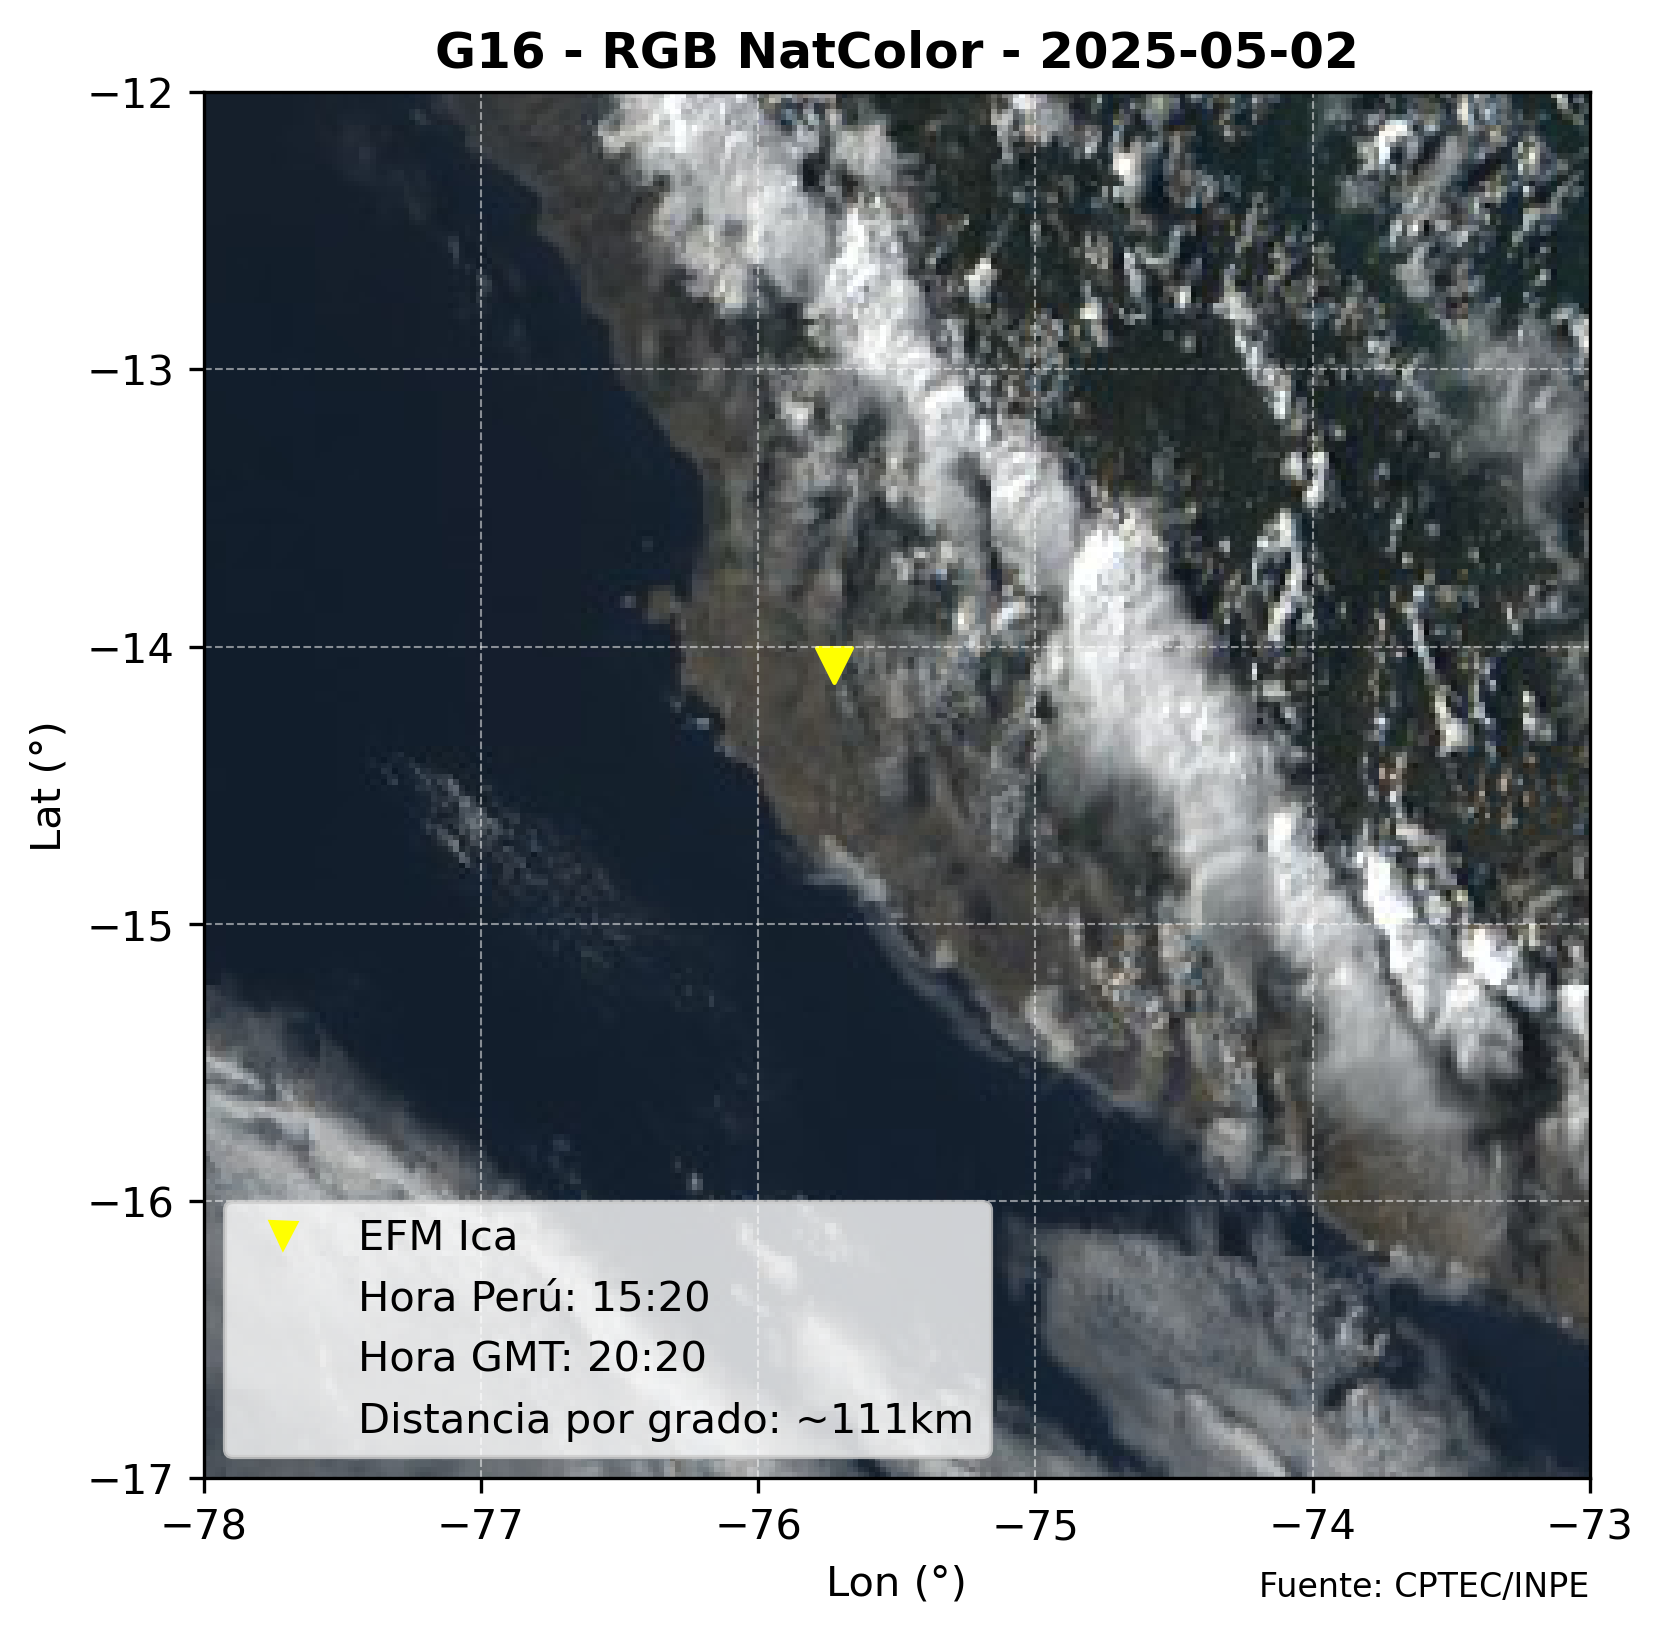 G16 - RGB NatColor - 2025-05-02
−12
−13
−14
−15
−16
−17
Lat (°)
EFM Ica
Hora Perú: 15:20
Hora GMT: 20:20
Distancia por grado: ~111km
−78
−77
−76
−75
−74
−73
Lon (°)
Fuente: CPTEC/INPE